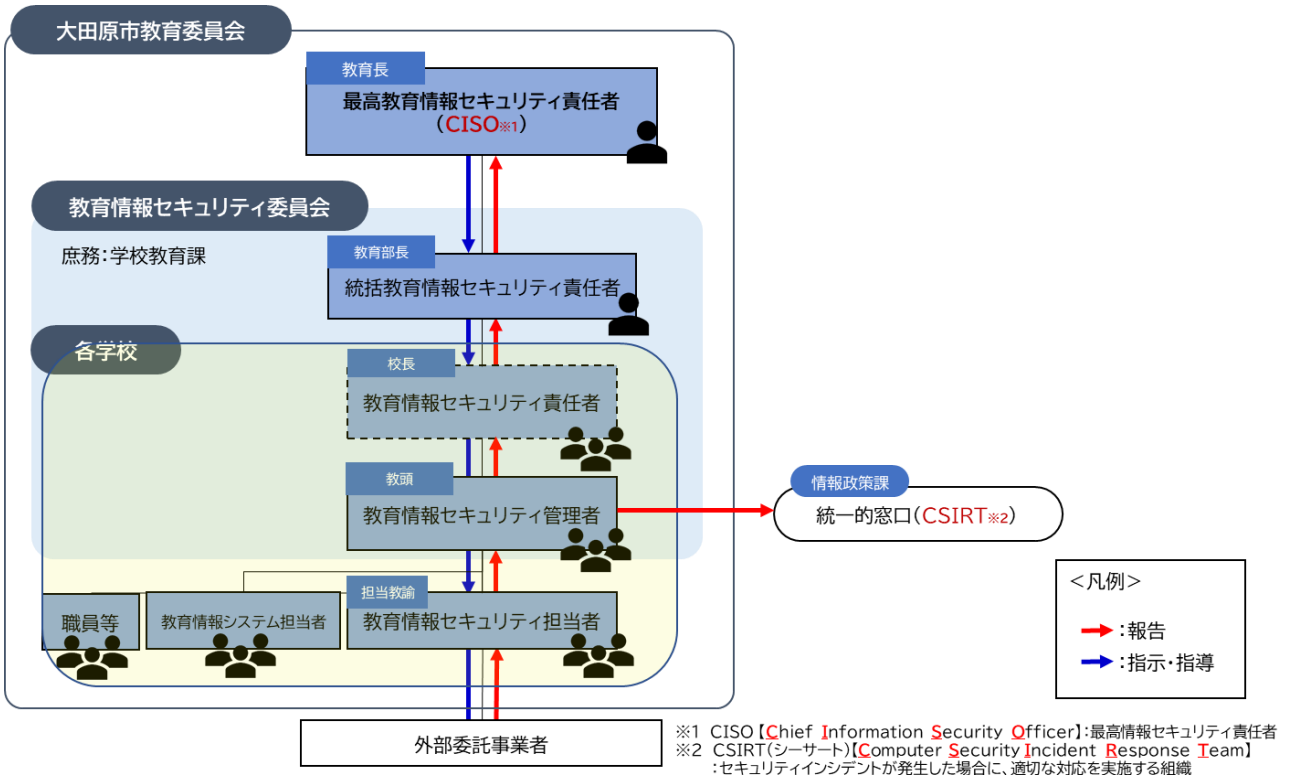 大田原市教育委員会
教育長
最高教育情報セキュリティ責任者
（CISO※1）
教育情報セキュリティ委員会
庶務：学校教育課
教育部長
統括教育情報セキュリティ責任者
各学校
校長
教育情報セキュリティ責任者
教頭
教育情報セキュリティ管理者
情報政策課
統一的窓口（CSIRT※2）
職員等
教育情報システム担当者
担当教諭
教育情報セキュリティ担当者
外部委託事業者
＜凡例＞
：報告
：指示・指導
※1 CISO【Chief Information Security Officer】：最高情報セキュリティ責任者
※2 CSIRT（シーサート）【Computer Security Incident Response Team】
：セキュリティインシデントが発生した場合に、適切な対応を実施する組織